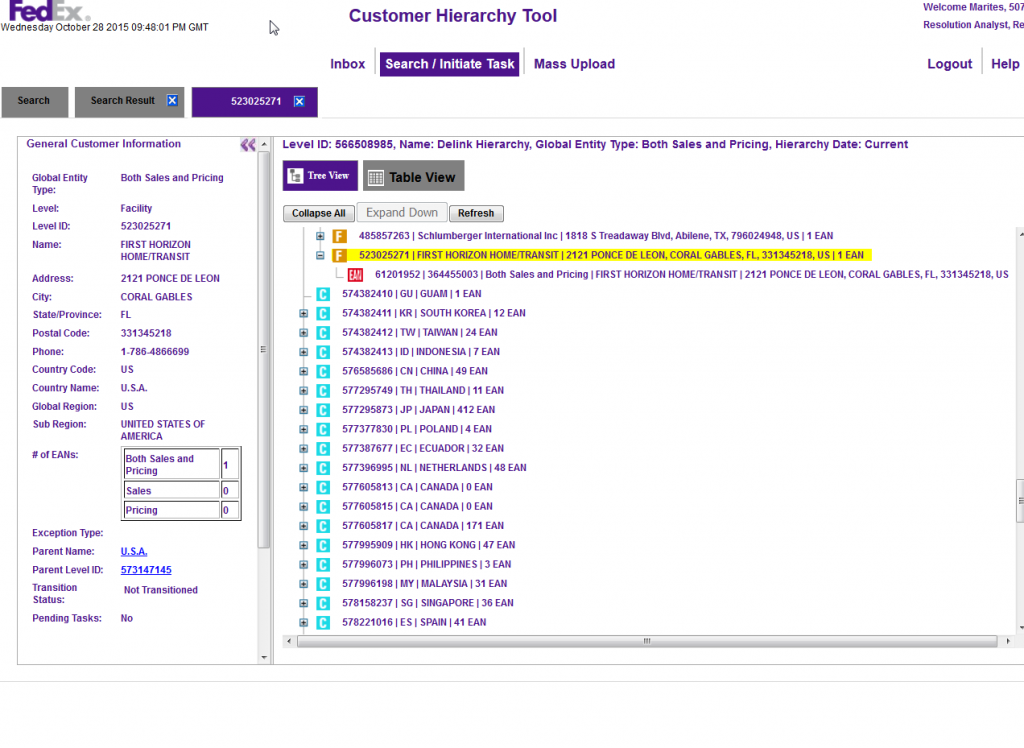 FedEx.
Wednesday October 28 2015 09:48:01 PM GMT
Customer Hierarchy Tool
Welcome Marites, 507
Resolution Analyst, Re
Inbox
Search / Initiate Task
Mass Upload
Logout
Help
Search
Search Result
523025271
General Customer Information
Global Entity Type: Both Sales and Pricing
Level: Facility
Level ID: 523025271
Name: FIRST HORIZON HOME/TRANSIT
Address: 2121 PONCE DE LEON
City: CORAL GABLES
State/Province: FL
Postal Code: 331345218
Phone: 1-786-4866699
Country Code: US
Country Name: U.S.A.
Global Region: US
Sub Region: UNITED STATES OF AMERICA
# of EANs:
Both Sales and Pricing 1
Sales 0
Pricing 0
Exception Type:
Parent Name: U.S.A.
Parent Level ID: 573147145
Transition Status: Not Transitioned
Pending Tasks: No
Level ID: 566508985, Name: Delink Hierarchy, Global Entity Type: Both Sales and Pricing, Hierarchy Date: Current
Tree View
Table View
Collapse All
Expand Down
Refresh
F 485857263 | Schlumberger International Inc | 1818 S Treadaway Blvd, Abilene, TX, 796024948, US | 1 EAN
F 523025271 | FIRST HORIZON HOME/TRANSIT | 2121 PONCE DE LEON, CORAL GABLES, FL, 331345218, US | 1 EAN
EAN 61201952 | 364455003 | Both Sales and Pricing | FIRST HORIZON HOME/TRANSIT | 2121 PONCE DE LEON, CORAL GABLES, FL, 331345218, US
C 574382410 | GU | GUAM | 1 EAN
C 574382411 | KR | SOUTH KOREA | 12 EAN
C 574382412 | TW | TAIWAN | 24 EAN
C 574382413 | ID | INDONESIA | 7 EAN
C 576585686 | CN | CHINA | 49 EAN
C 577295749 | TH | THAILAND | 11 EAN
C 577295873 | JP | JAPAN | 412 EAN
C 577377830 | PL | POLAND | 4 EAN
C 577387677 | EC | ECUADOR | 32 EAN
C 577396995 | NL | NETHERLANDS | 48 EAN
C 577605813 | CA | CANADA | 0 EAN
C 577605815 | CA | CANADA | 0 EAN
C 577605817 | CA | CANADA | 171 EAN
C 577995909 | HK | HONG KONG | 47 EAN
C 577996073 | PH | PHILIPPINES | 3 EAN
C 577996198 | MY | MALAYSIA | 31 EAN
C 578159237 | SG | SINGAPORE | 36 EAN
C 578221016 | ES | SPAIN | 41 EAN